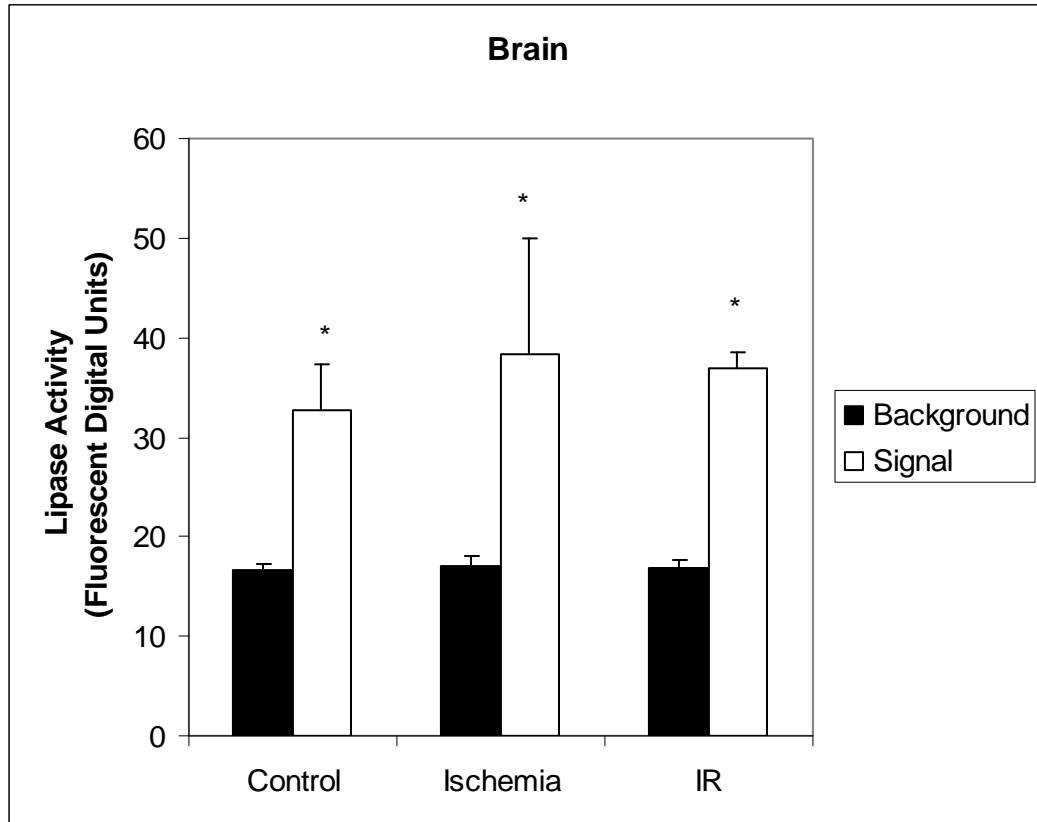 Brain
60
50
40
30
20
10
0
Lipase Activity
(Fluorescent Digital Units)
*
*
*
Control Ischemia IR
Background
Signal